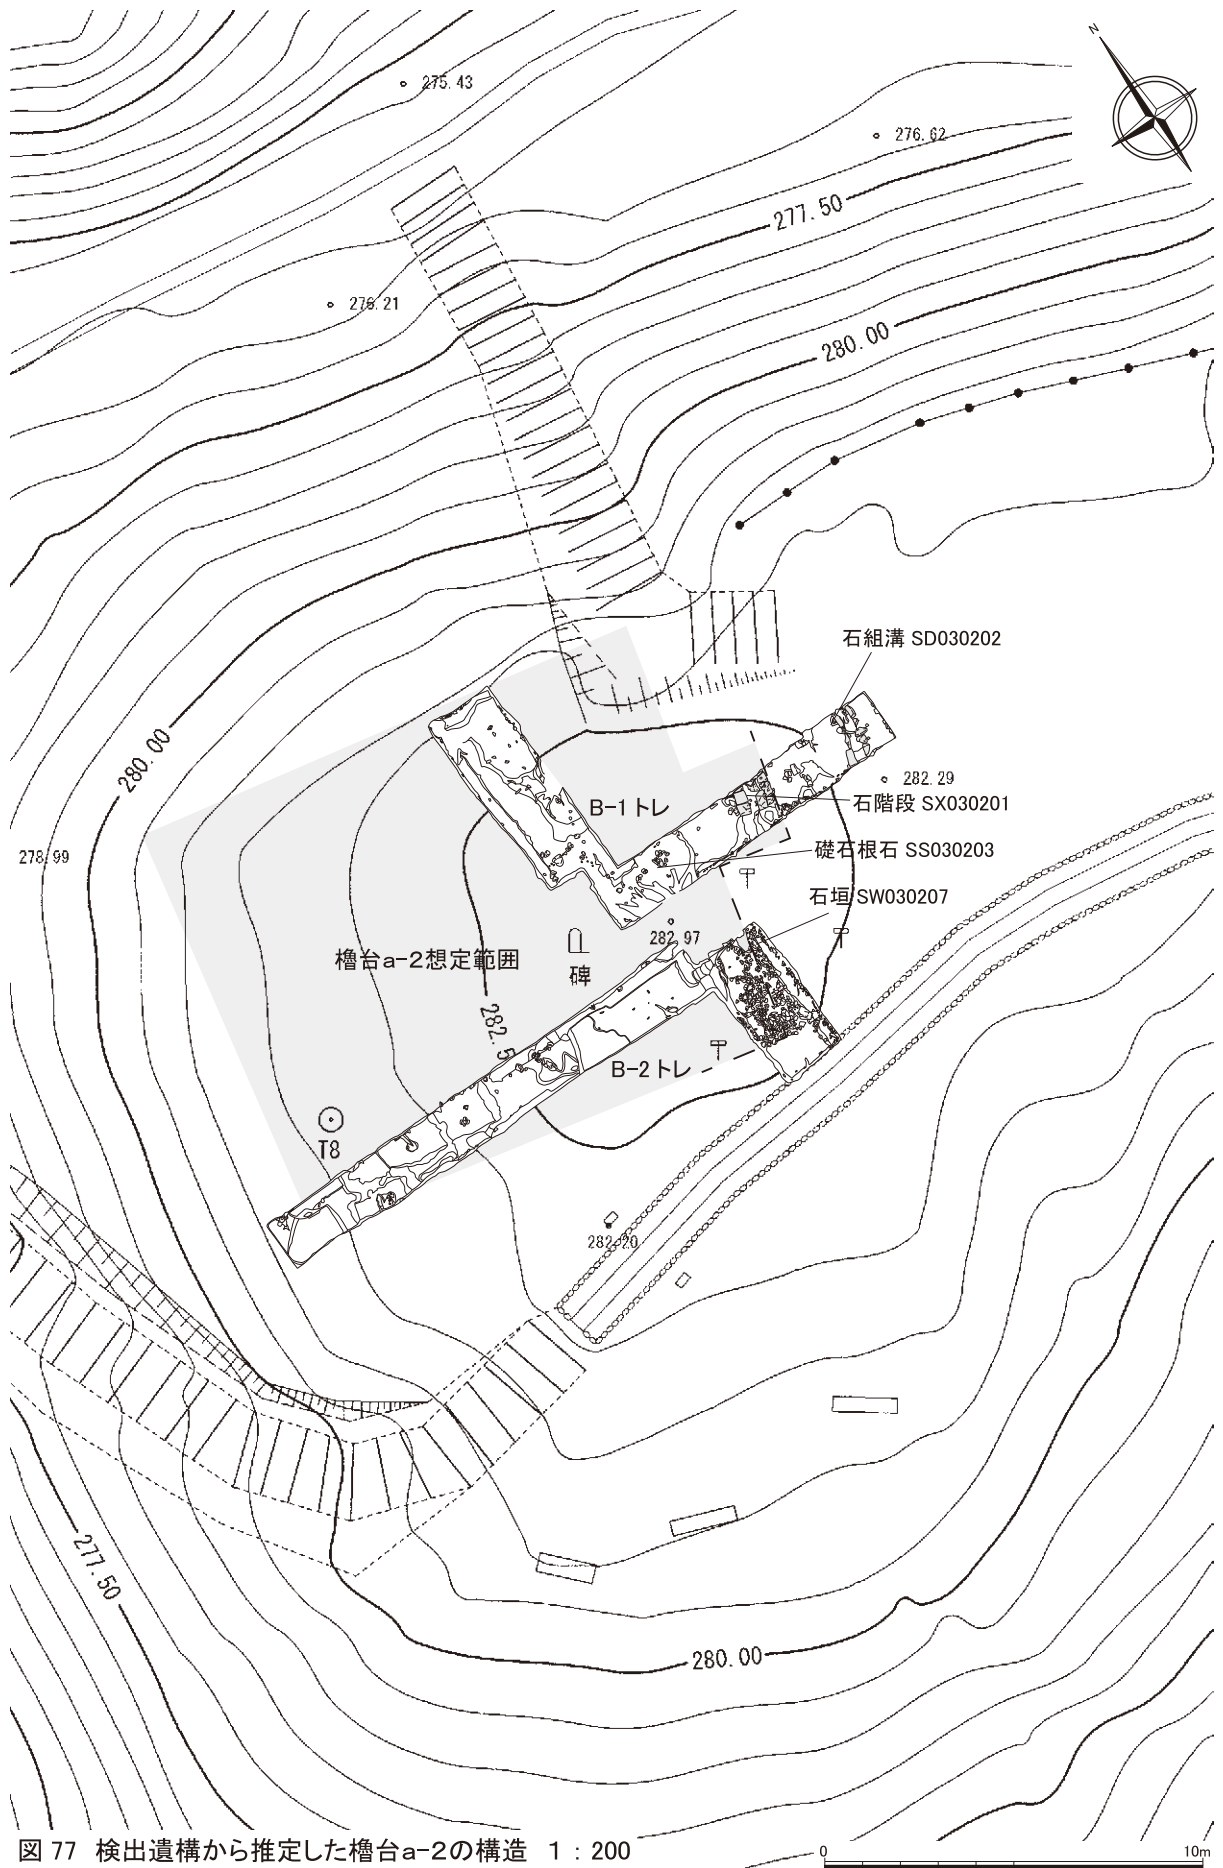 N
275.43
276.62
277.50
276.21
280.00
石組溝 SD030202
280.00
282.29
B-1トレ
石階段 SX030201
278.99
礎石根石 SS030203
石垣 SW030207
282.97
櫓台a-2想定範囲
碑
282.5
B-2トレ
T8
282.20
277.50
280.00
図 77 検出遺構から推定した櫓台a-2の構造 1 : 200
0 10m